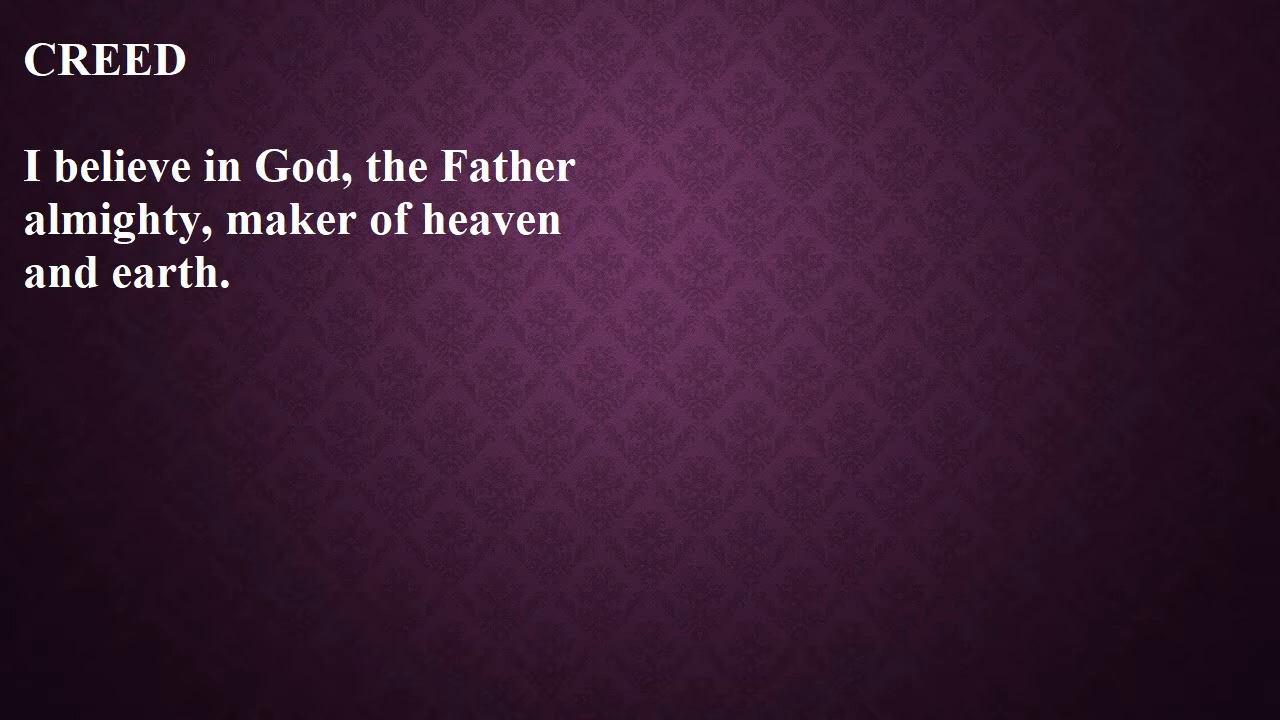 CREED
I believe in God, the Father
almighty, maker of heaven
and earth.